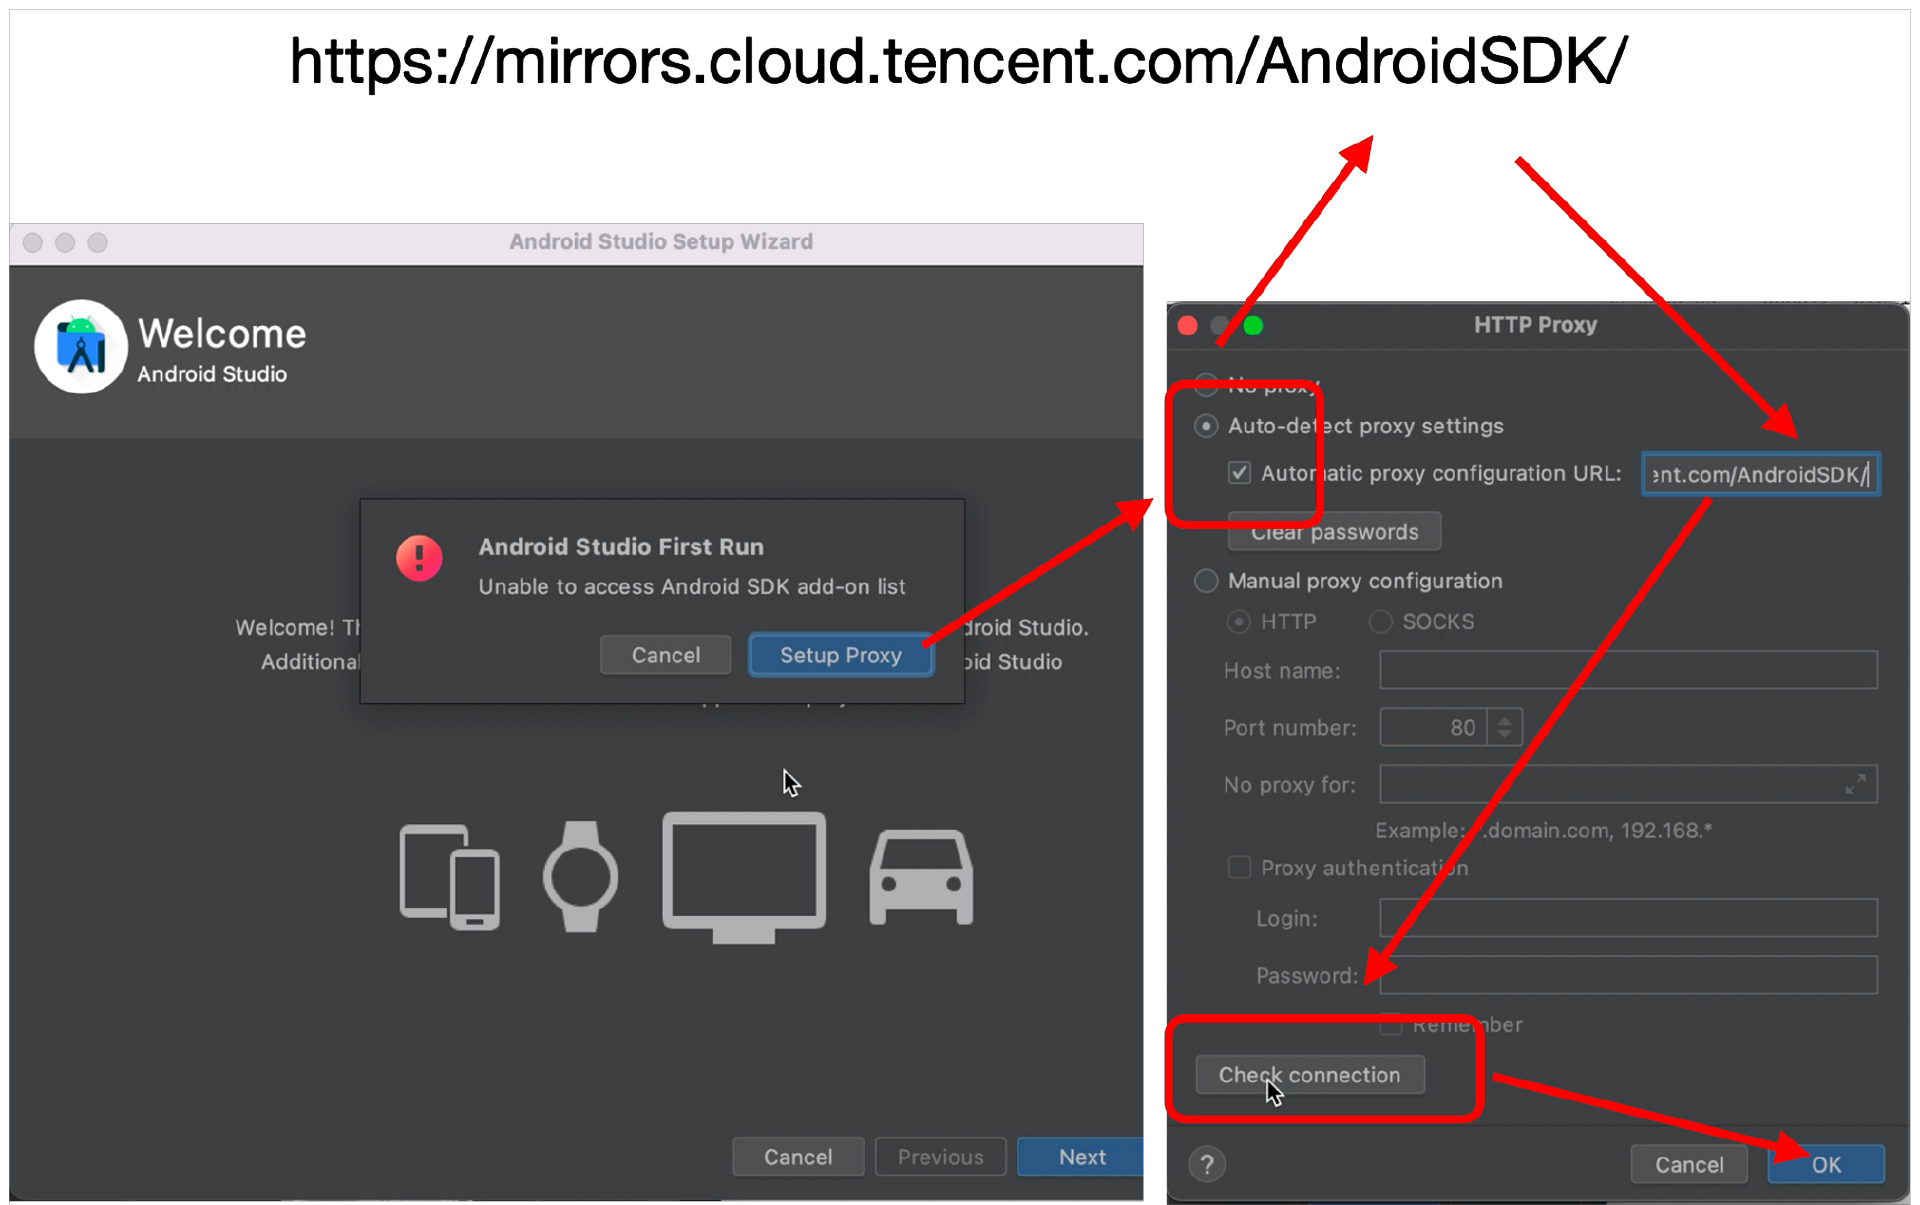 https://mirrors.cloud.tencent.com/AndroidSDK/
Android Studio Setup Wizard
Welcome
Android Studio
Android Studio First Run
Unable to access Android SDK add-on list
Cancel
Setup Proxy
Welcome!
droid Studio.
Additional
oid Studio
Cancel
Previous
Next
HTTP Proxy
No proxy
Auto-detect proxy settings
Automatic proxy configuration URL:
ent.com/AndroidSDK/
Clear passwords
Manual proxy configuration
HTTP
SOCKS
Host name:
Port number:
80
No proxy for:
Example: .domain.com, 192.168.*
Proxy authentication
Login:
Password:
Remember
Check connection
?
Cancel
OK